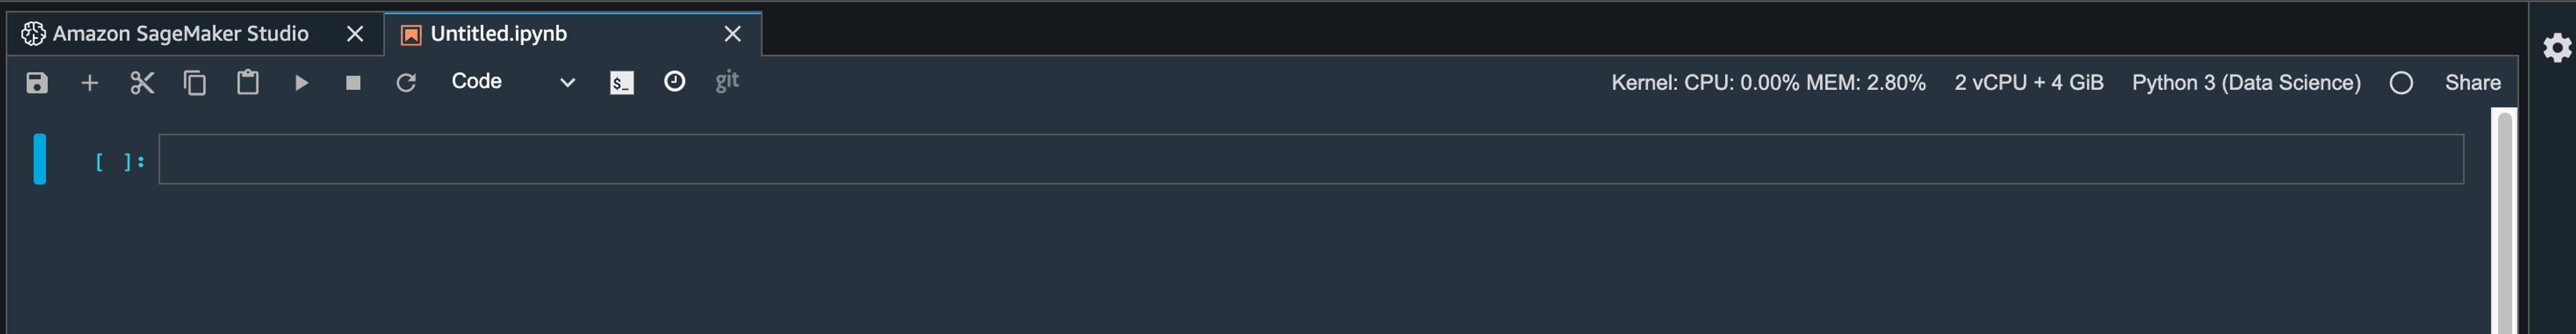 Amazon SageMaker Studio Untitled.ipynb
Code $_ git Kernel: CPU: 0.00% MEM: 2.80% 2 vCPU + 4 GiB Python 3 (Data Science) Share
[ ]: